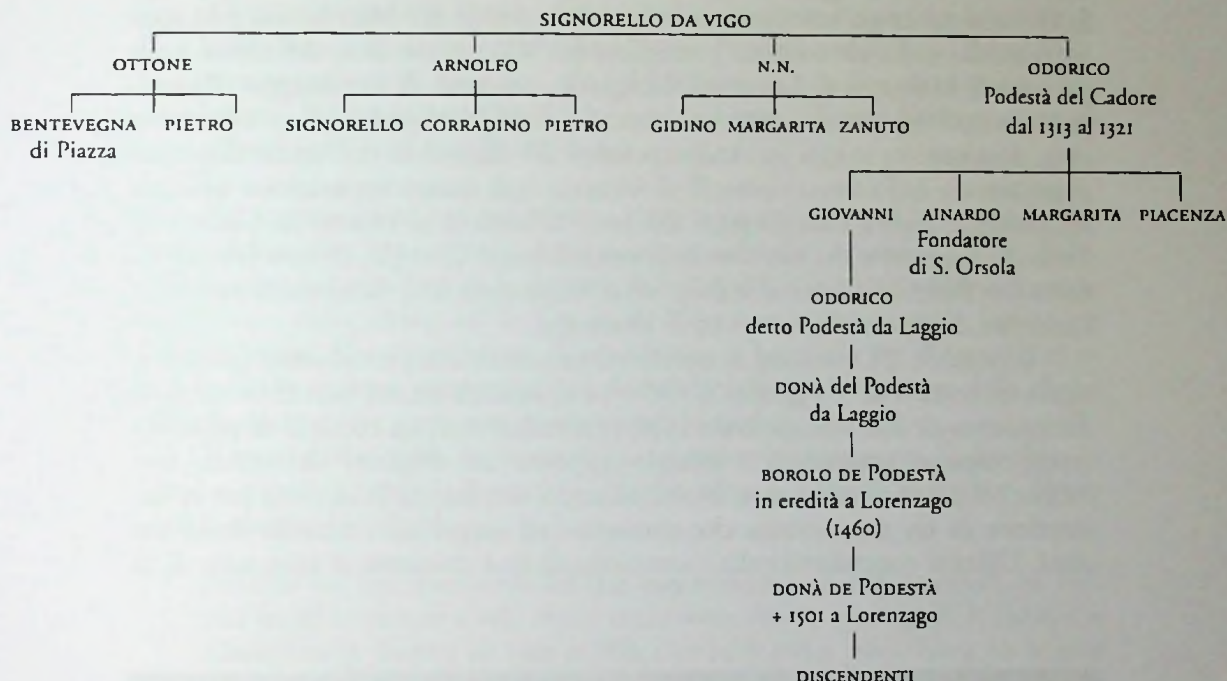 SIGNORELLO DA VIGO
OTTONE ARNOLFO N.N. ODORICO
Podestà del Cadore
dal 1313 al 1321
BENTEVEGNA PIETRO SIGNORELLO CORRADINO PIETRO GIDINO MARGARITA ZANUTO
di Piazza
GIOVANNI AINARDO MARGARITA PIACENZA
Fondatore
di S. Orsola
ODORICO
detto Podestà da Laggio
DONÀ del Podestà
da Laggio
BOROLO DE PODESTÀ
in eredità a Lorenzago
(1460)
DONÀ DE PODESTÀ
+ 1501 a Lorenzago
DISCENDENTI